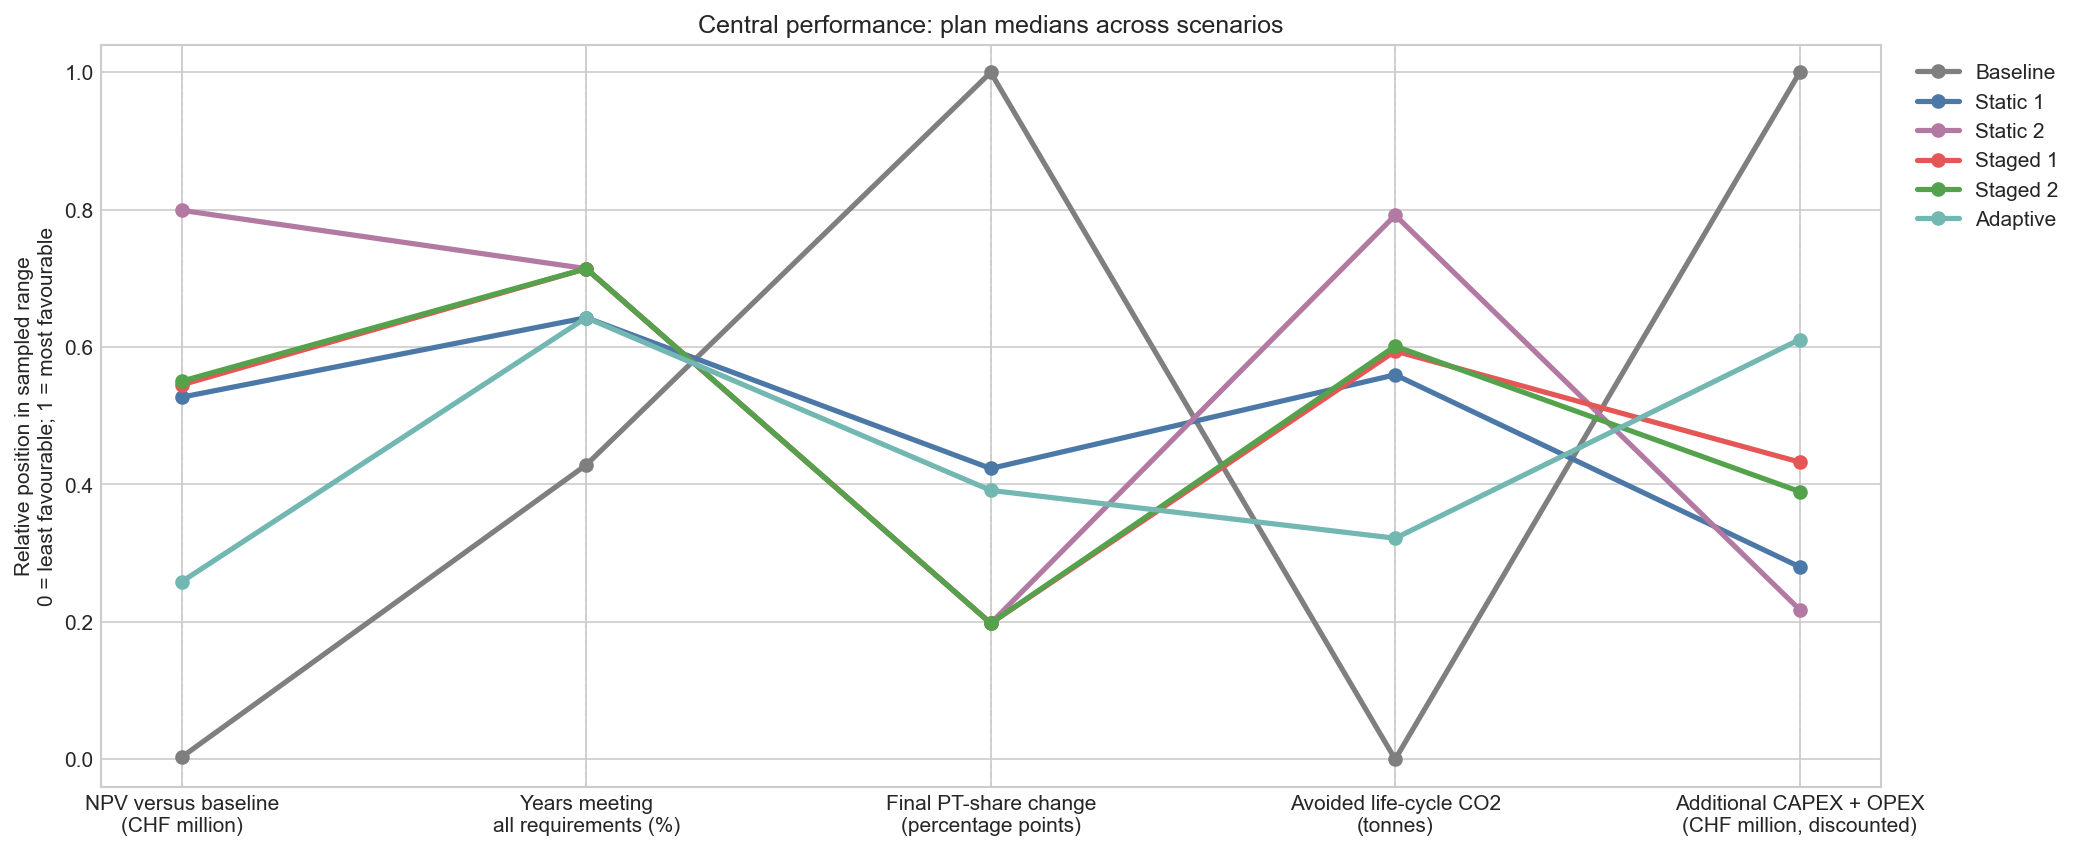 Central performance: plan medians across scenarios
Relative position in sampled range
0 = least favourable; 1 = most favourable
1.0
0.8
0.6
0.4
0.2
0.0
NPV versus baseline
(CHF million)
Years meeting
all requirements (%)
Final PT-share change
(percentage points)
Avoided life-cycle CO2
(tonnes)
Additional CAPEX + OPEX
(CHF million, discounted)
Baseline
Static 1
Static 2
Staged 1
Staged 2
Adaptive